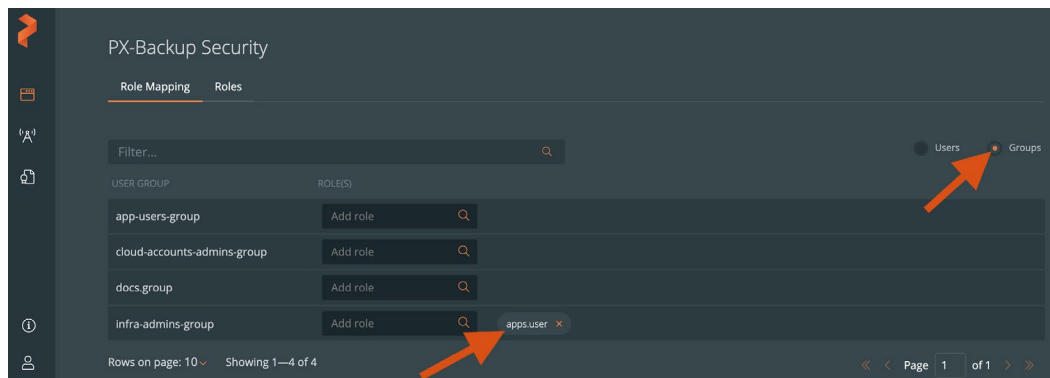 PX-Backup Security
Role Mapping Roles
Filter...
Users Groups
USER GROUP ROLE(S)
app-users-group Add role
cloud-accounts-admins-group Add role
docs.group Add role
infra-admins-group Add role apps.user ×
Rows on page: 10 Showing 1—4 of 4 « < Page 1 of 1 > »